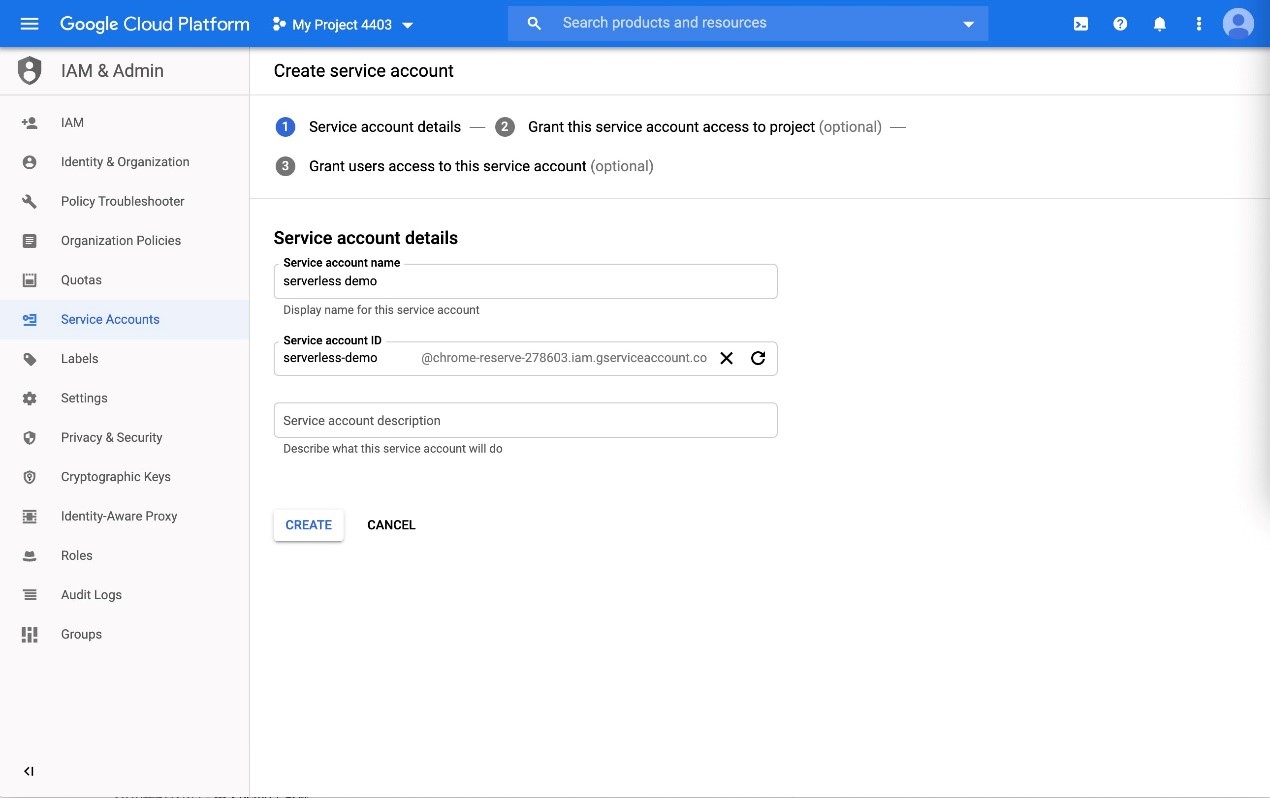 Google Cloud Platform
My Project 4403
Search products and resources
IAM & Admin
Create service account
IAM
Identity & Organization
Policy Troubleshooter
Organization Policies
Quotas
Service Accounts
Labels
Settings
Privacy & Security
Cryptographic Keys
Identity-Aware Proxy
Roles
Audit Logs
Groups
1 Service account details — 2 Grant this service account access to project (optional) —
3 Grant users access to this service account (optional)
Service account details
Service account name
serverless demo
Display name for this service account
Service account ID
serverless-demo @chrome-reserve-278603.iam.gserviceaccount.co
Service account description
Describe what this service account will do
CREATE CANCEL